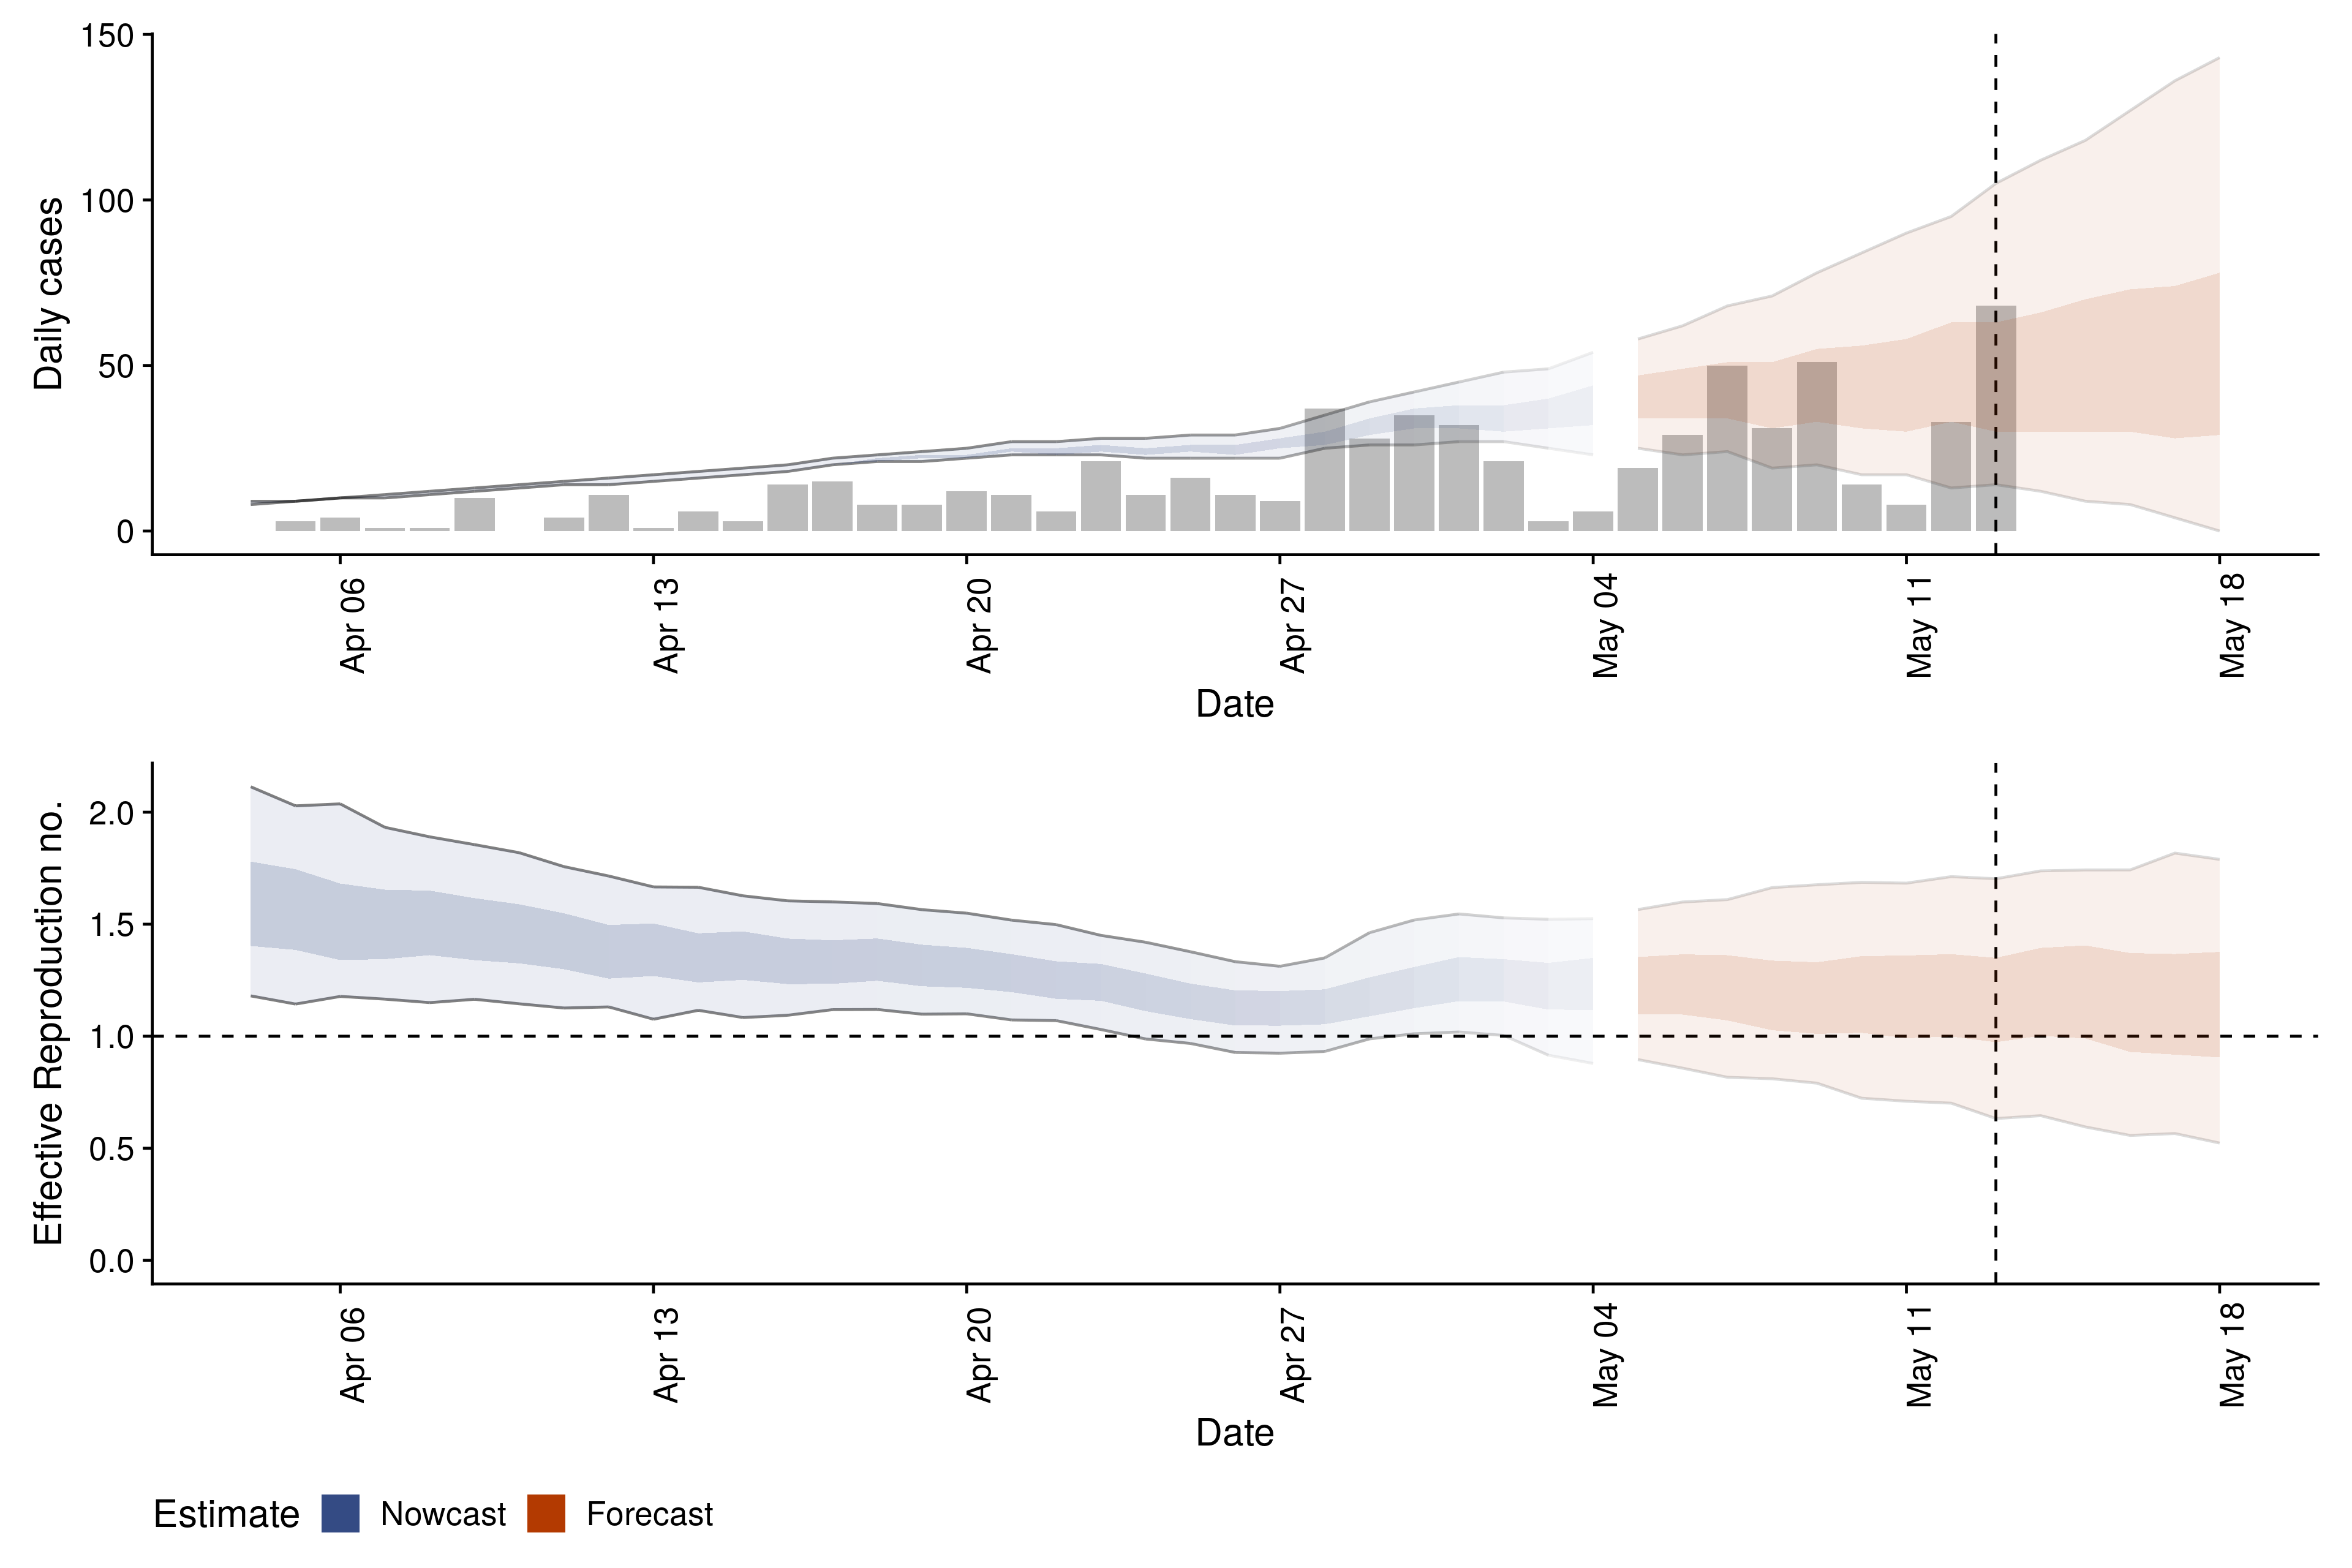 150
100
50
0
Daily cases
Apr 06
Apr 13
Apr 20
Apr 27
May 04
May 11
May 18
Date
2.0
1.5
1.0
0.5
0.0
Effective Reproduction no.
Apr 06
Apr 13
Apr 20
Apr 27
May 04
May 11
May 18
Date
Estimate Nowcast Forecast